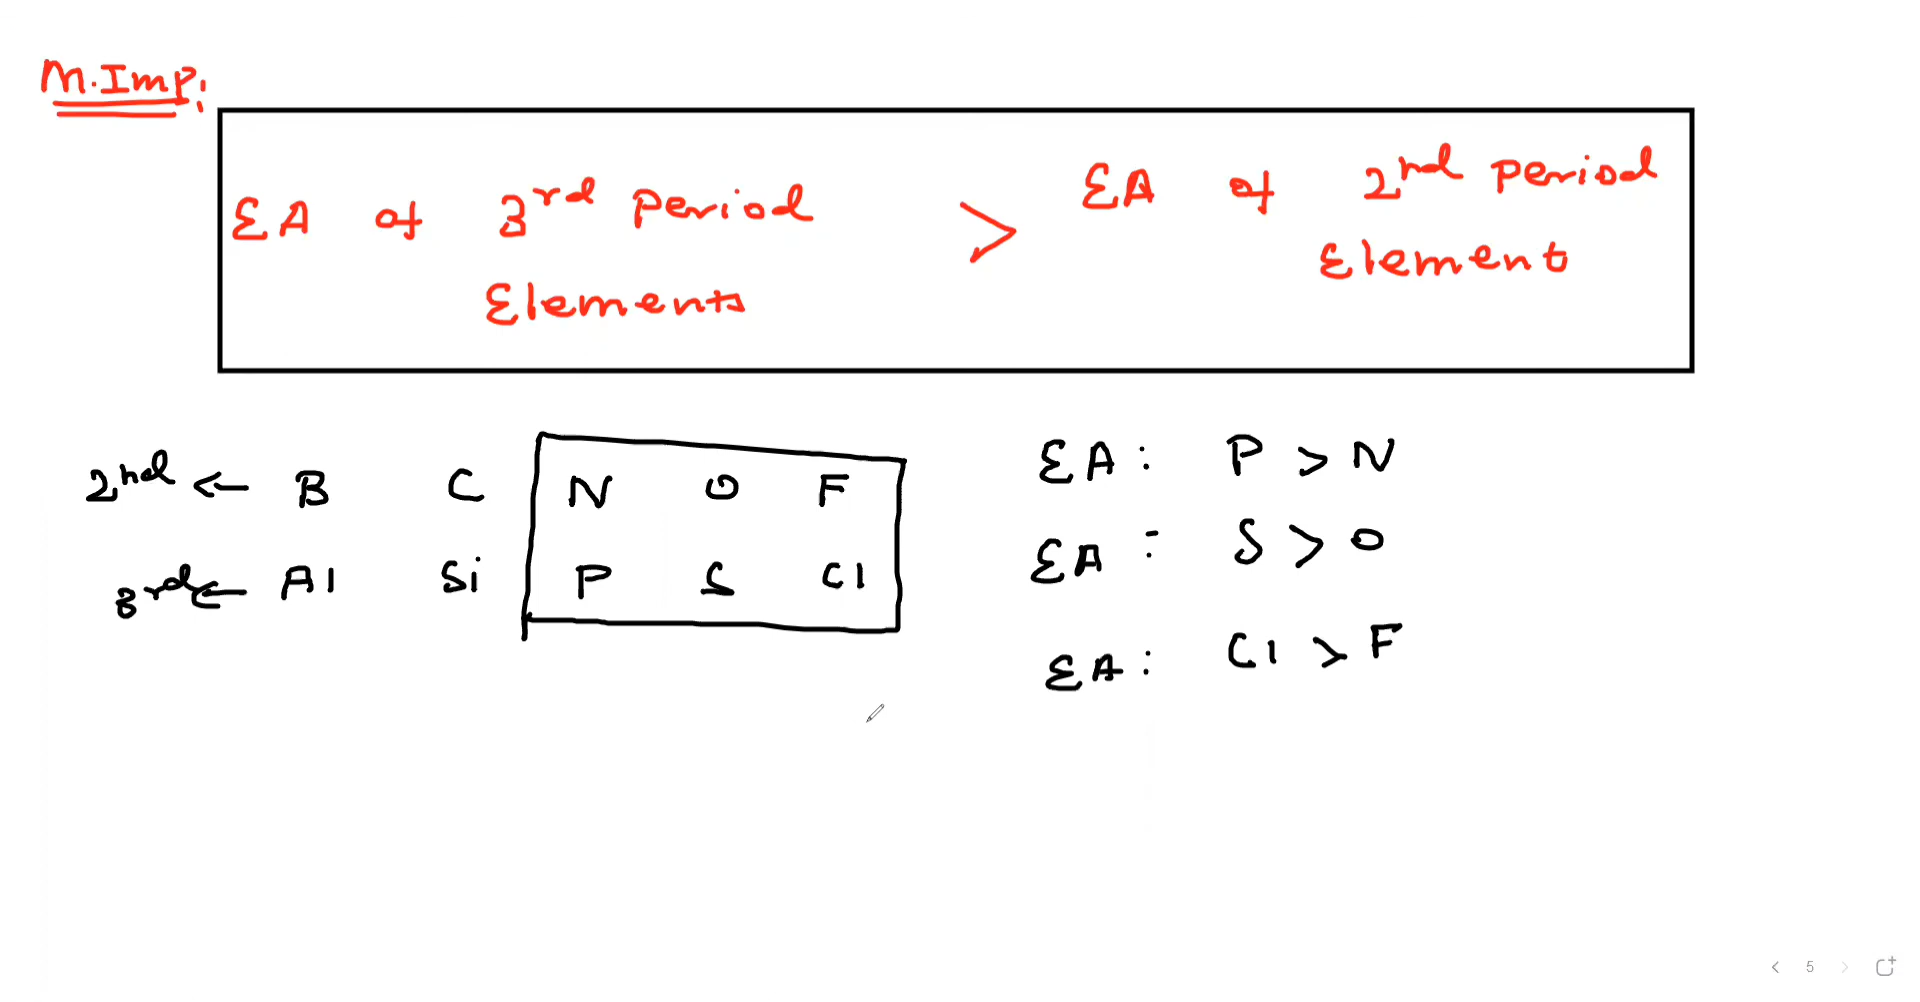 M.Imp:
EA of 3rd period Elements > EA of 2nd period Element
2nd ← B C N O F
3rd ← Al Si P S Cl
EA : P > N
EA : S > O
EA : Cl > F
5